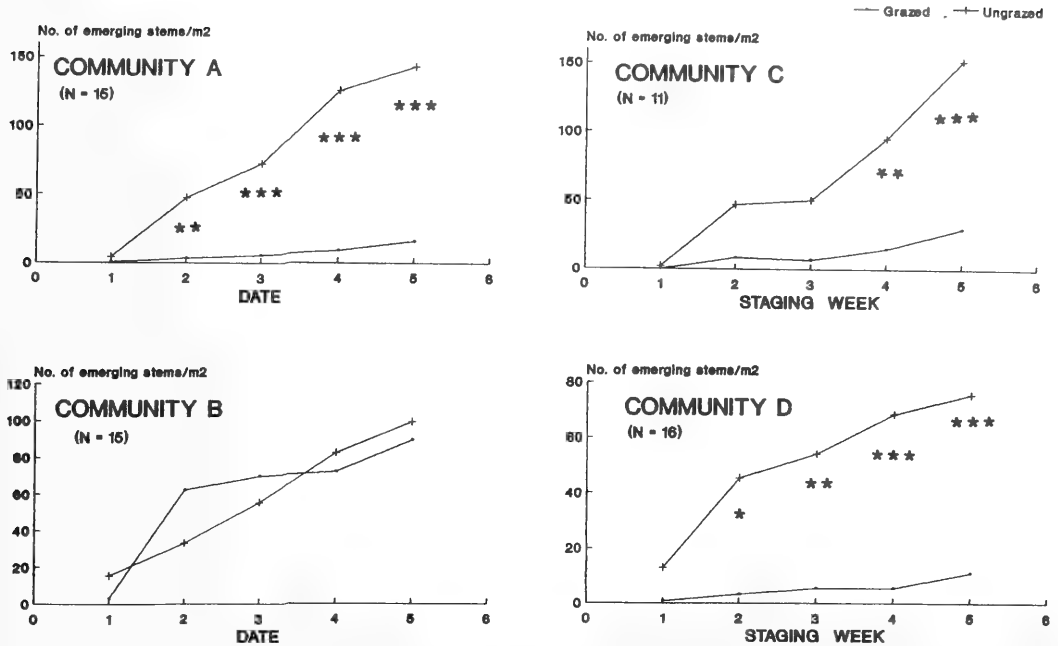 Grazed Ungrazed
No. of emerging stems/m2
COMMUNITY A
(N = 15)
150
100
50
0
** *** *** ***
0 1 2 3 4 5 6
DATE
No. of emerging stems/m2
COMMUNITY C
(N = 11)
150
100
50
0
** ***
0 1 2 3 4 5 6
STAGING WEEK
No. of emerging stems/m2
COMMUNITY B
(N = 15)
120
100
80
60
40
20
0
0 1 2 3 4 5 6
DATE
No. of emerging stems/m2
COMMUNITY D
(N = 16)
80
60
40
20
0
* ** *** ***
0 1 2 3 4 5 6
STAGING WEEK